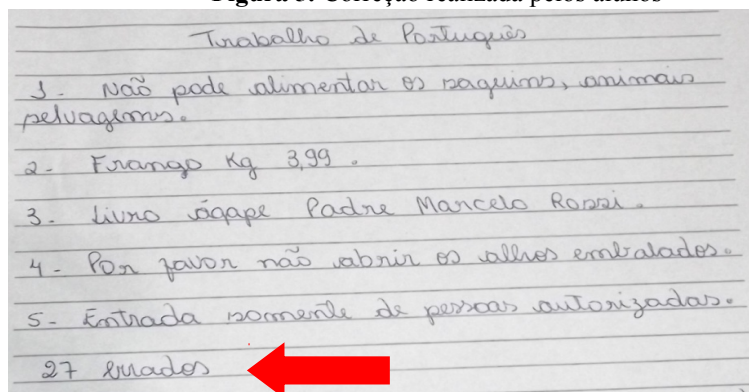 Figura 3: Correção realizada pelos alunos
Trabalho de Português
1- Não pode alimentar os saguins, animais
selvagens.
2- Frango Kg 3,99.
3. Livro ágape Padre Marcelo Rossi.
4- Por favor não abrir os alhos embalados.
5- Entrada somente de pessoas autorizadas.
27 errados